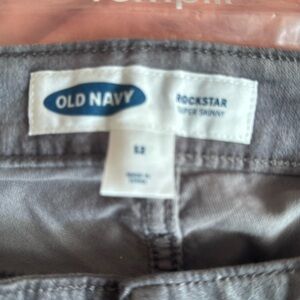 OLD NAVY
ROCKSTAR
SUPER SKINNY
12